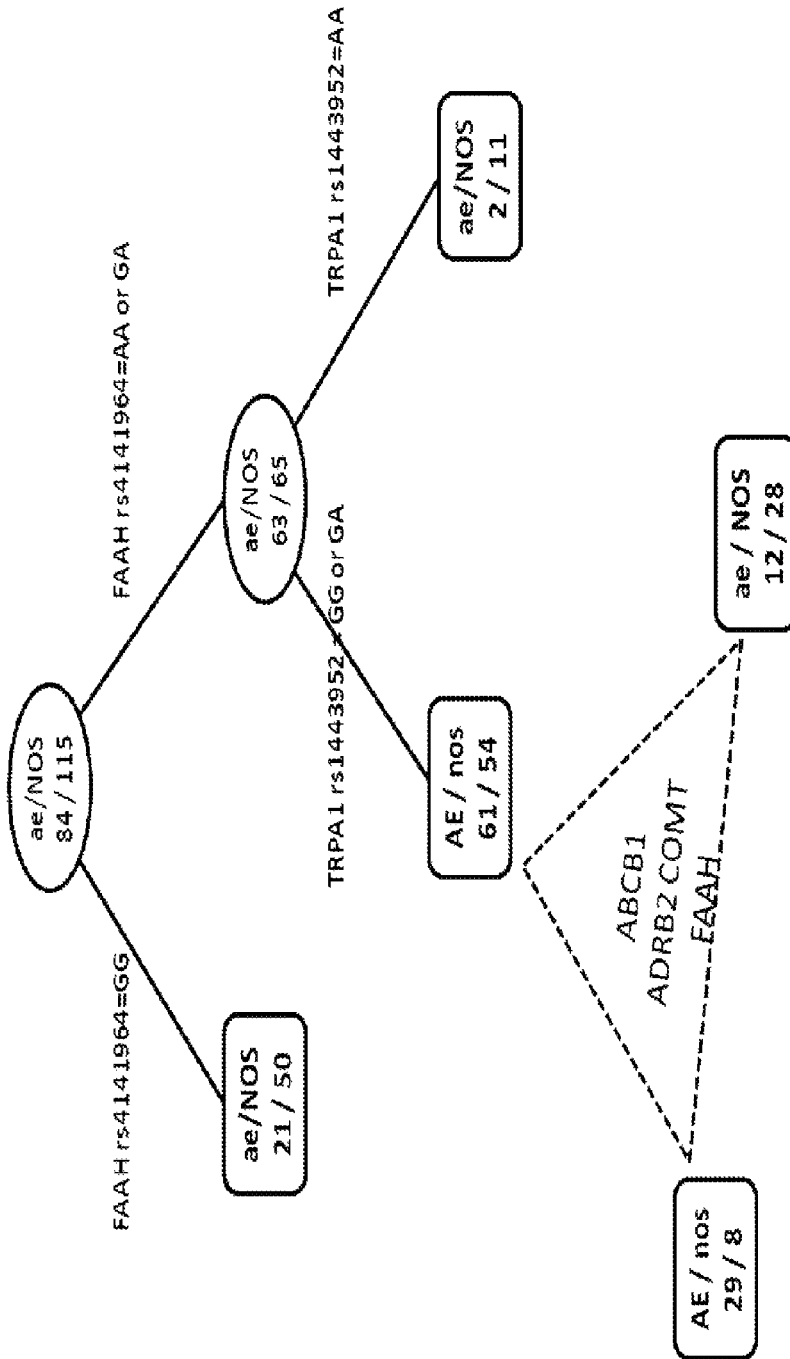 ae/NOS
84 / 115
FAAH rs4141964=GG
FAAH rs4141964=AA or GA
ae/NOS
21 / 50
ae/NOS
63 / 65
TRPA1 rs1443952 = GG or GA
TRPA1 rs1443952=AA
AE / nos
61 / 54
ae/NOS
2 / 11
ABCB1
ADRB2 COMT
FAAH
AE / nos
29 / 8
ae / NOS
12 / 28